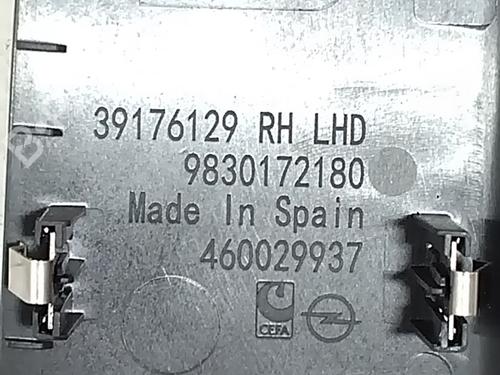 39176129 RH LHD
9830172180
Made In Spain
460029937
CEFA